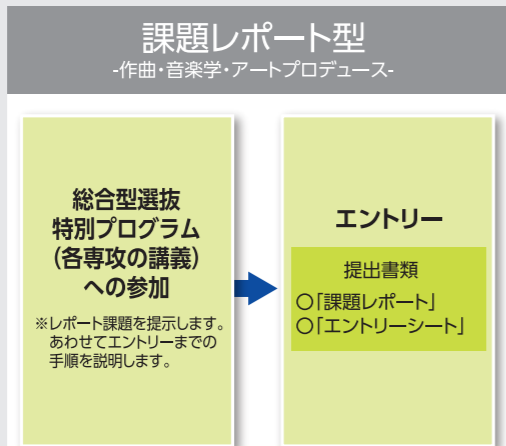 課題レポート型
-作曲・音楽学・アートプロデュース-
総合型選抜
特別プログラム
(各専攻の講義)
への参加
※レポート課題を提示します。
あわせてエントリーまでの
手順を説明します。
エントリー
提出書類
○「課題レポート」
○「エントリーシート」